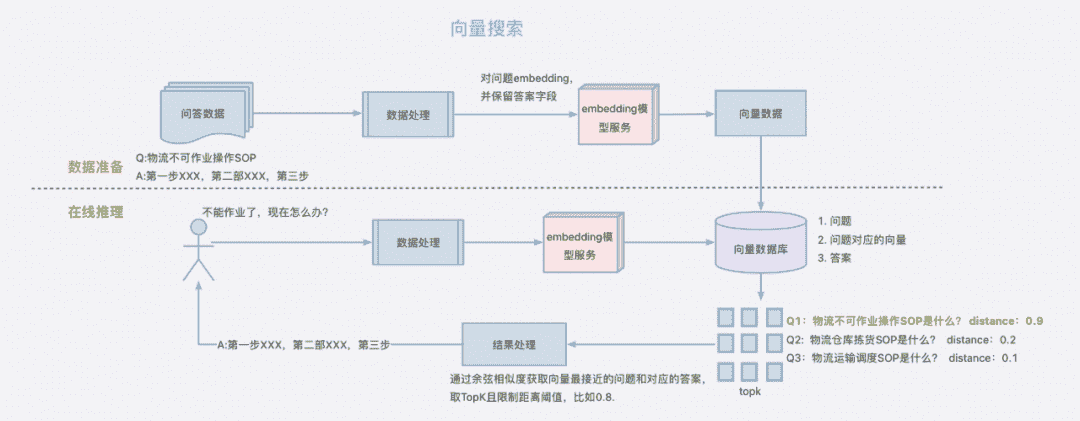 向量搜索
对问题embedding，
并保留答案字段
问答数据
数据处理
embedding模
型服务
向量数据
数据准备
Q:物流不可作业操作SOP
A:第一步XXX，第二部XXX，第三步
在线推理
不能作业了，现在怎么办？
数据处理
embedding模
型服务
向量数据库
1. 问题
2. 问题对应的向量
3. 答案
Q1：物流不可作业操作SOP是什么？ distance：0.9
Q2：物流仓库拣货SOP是什么？ distance：0.2
Q3：物流运输调度SOP是什么？ distance：0.1
topk
结果处理
A:第一步XXX，第二部XXX，第三步
通过余弦相似度获取向量最接近的问题和对应的答案，
取TopK且限制距离阈值，比如0.8.